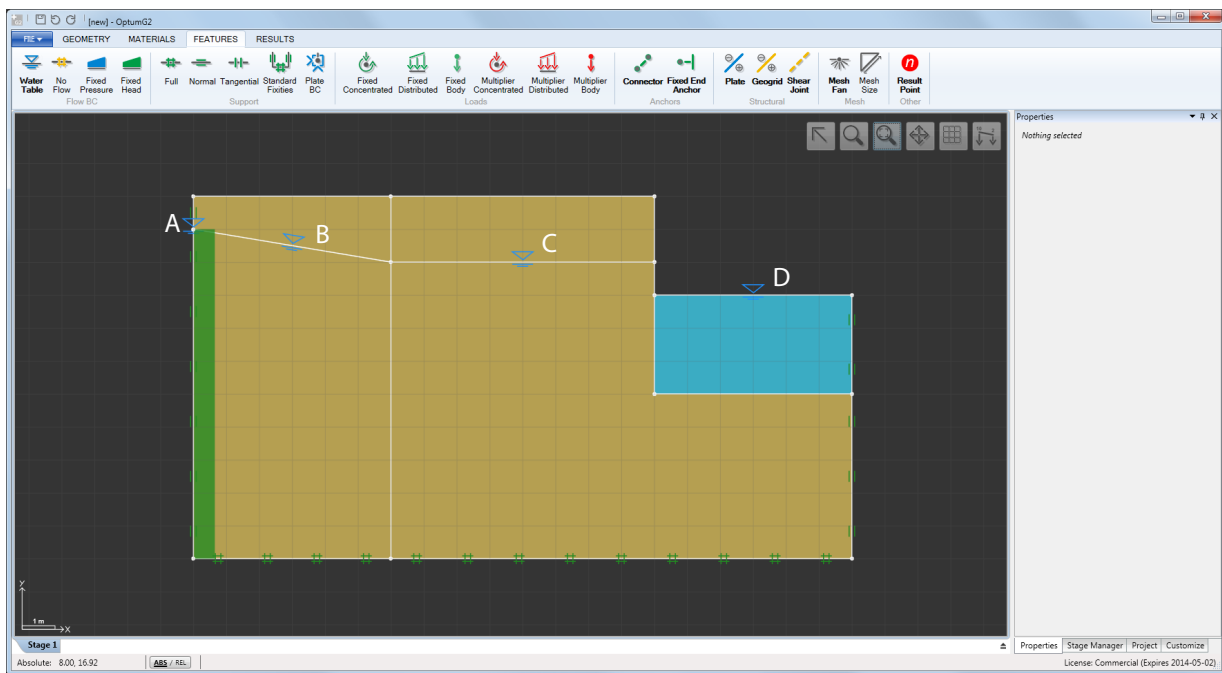 [new] - OptumG2
FILE GEOMETRY MATERIALS FEATURES RESULTS
Water Table No Flow Fixed Pressure Fixed Head Full Normal Tangential Standard Fixities Plate BC Fixed Concentrated Fixed Distributed Fixed Body Multiplier Concentrated Multiplier Distributed Multiplier Body Connector Fixed End Anchor Plate Geogrid Shear Joint Mesh Fan Mesh Size Result Point
Flow BC Support Loads Anchors Structural Mesh Other
Properties
Nothing selected
A
B
C
D
y
1 m
x
Stage 1
Properties Stage Manager Project Customize
Absolute: 8.00, 16.92 ABS / REL License: Commercial (Expires 2014-05-02)